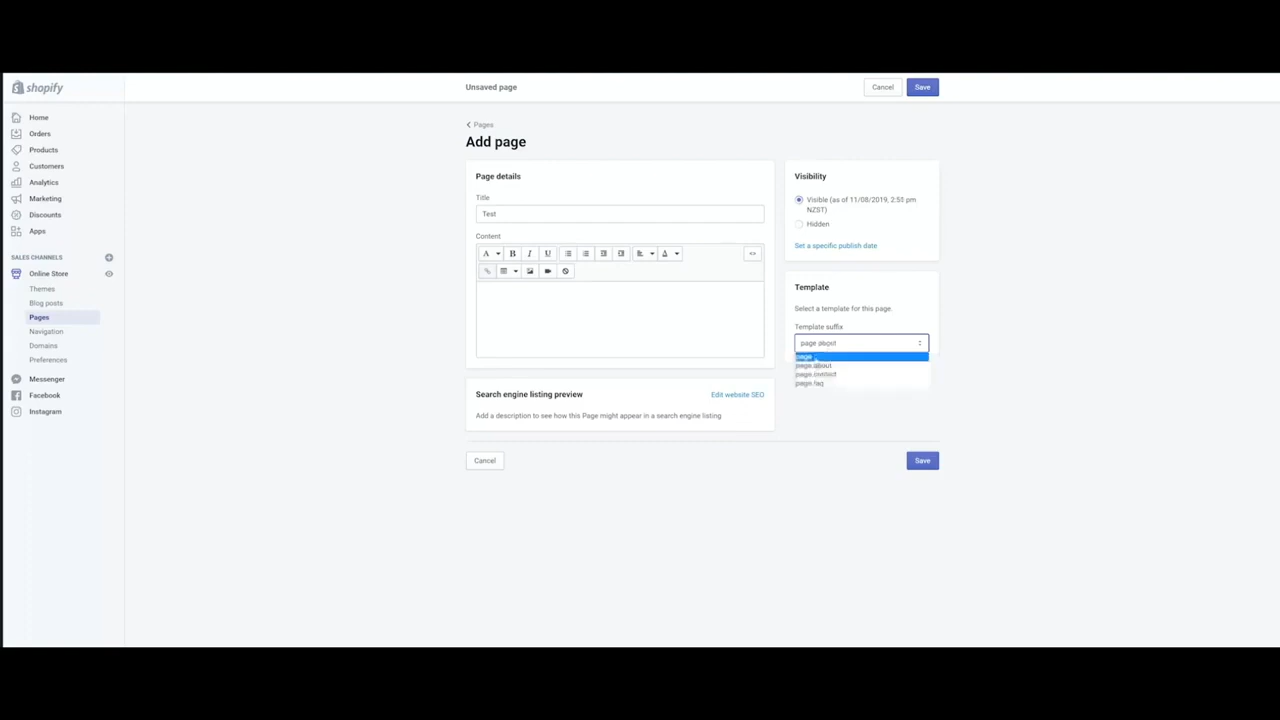 shopify
Unsaved page
Cancel
Save
Home
Orders
Products
Customers
Analytics
Marketing
Discounts
Apps
SALES CHANNELS
Online Store
Themes
Blog posts
Pages
Navigation
Domains
Preferences
Messenger
Facebook
Instagram
Pages
Add page
Page details
Title
Test
Content
A
B
I
U
A
<>
Search engine listing preview
Edit website SEO
Add a description to see how this Page might appear in a search engine listing
Visibility
Visible (as of 11/08/2019, 2:51 pm
NZST)
Hidden
Set a specific publish date
Template
Select a template for this page.
Template suffix
page.about
page
page.about
page.contact
page.faq
Cancel
Save